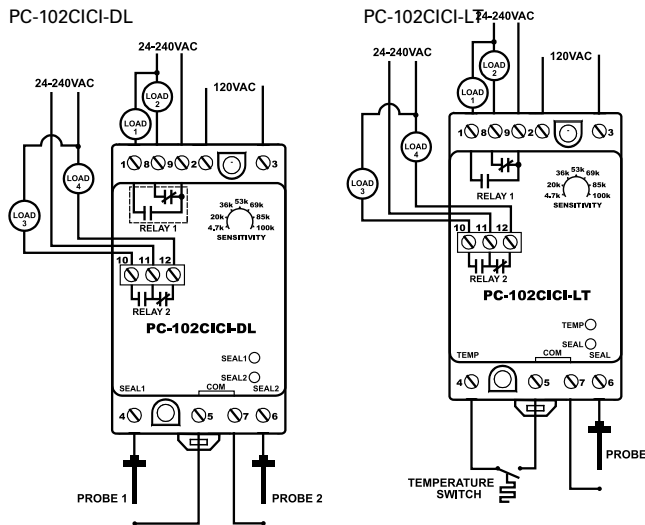 PC-102CICI-DL
24-240VAC
24-240VAC
120VAC
LOAD 1
LOAD 2
LOAD 3
LOAD 4
1 8 9 2 3
RELAY 1
4.7k 20k 36k 53k 69k 85k 100k
SENSITIVITY
10 11 12
RELAY 2
PC-102CICI-DL
SEAL1
SEAL2
SEAL1 COM SEAL2
4 5 7 6
PROBE 1
PROBE 2
PC-102CICI-LT
24-240VAC
24-240VAC
120VAC
LOAD 1
LOAD 2
LOAD 3
LOAD 4
1 8 9 2 3
RELAY 1
4.7k 20k 36k 53k 69k 85k 100k
SENSITIVITY
10 11 12
RELAY 2
PC-102CICI-LT
TEMP
SEAL
TEMP COM SEAL
4 5 7 6
TEMPERATURE
SWITCH
PROBE